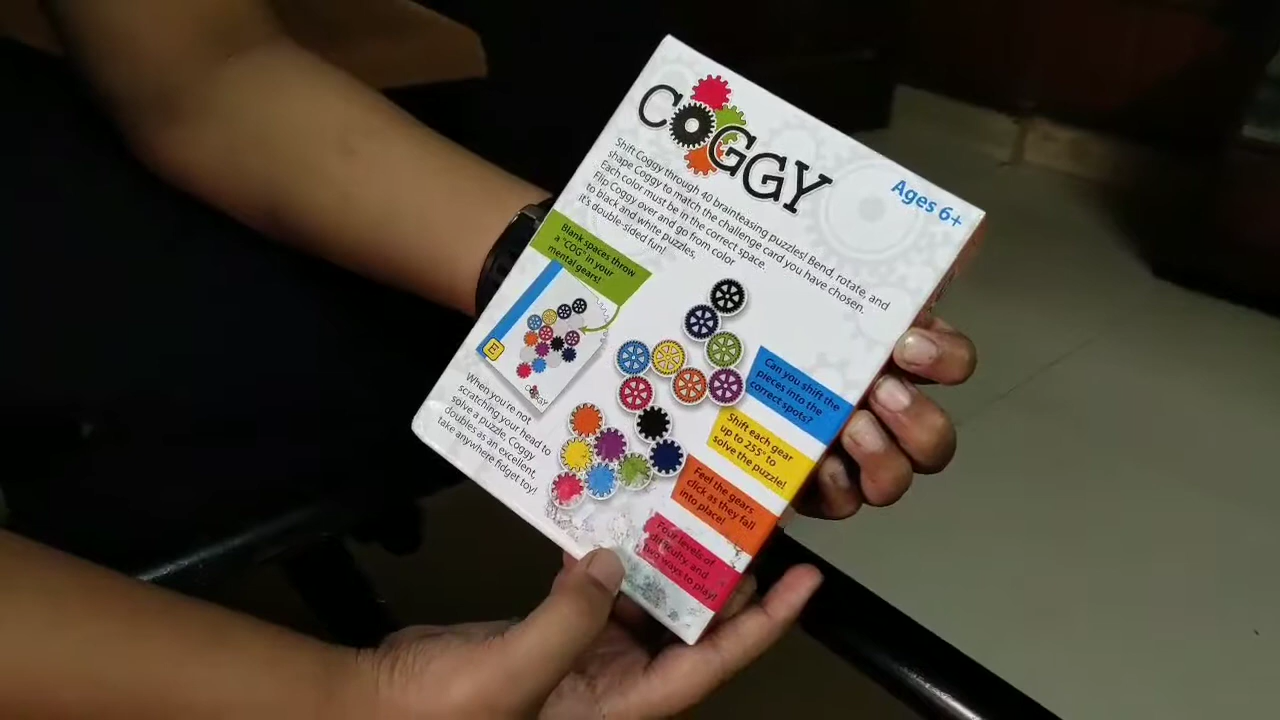 COGGY
Ages 6+
Shift Coggy through 40 brainteasing puzzles! Bend, rotate, and
shape Coggy to match the challenge card you have chosen.
Each color must be in the correct space.
Flip Coggy over and go from color
to black and white puzzles,
it's double-sided fun!
Blank spaces throw
a "COG" in your
mental gears!
E
COGGY
When you're not
scratching your head to
solve a puzzle, Coggy
doubles as an excellent,
take anywhere fidget toy!
Can you shift the
pieces into the
correct spots?
Shift each gear
up to 255° to
solve the puzzle!
Feel the gears
click as they fall
into place!
Four levels of
difficulty, and
two ways to play!